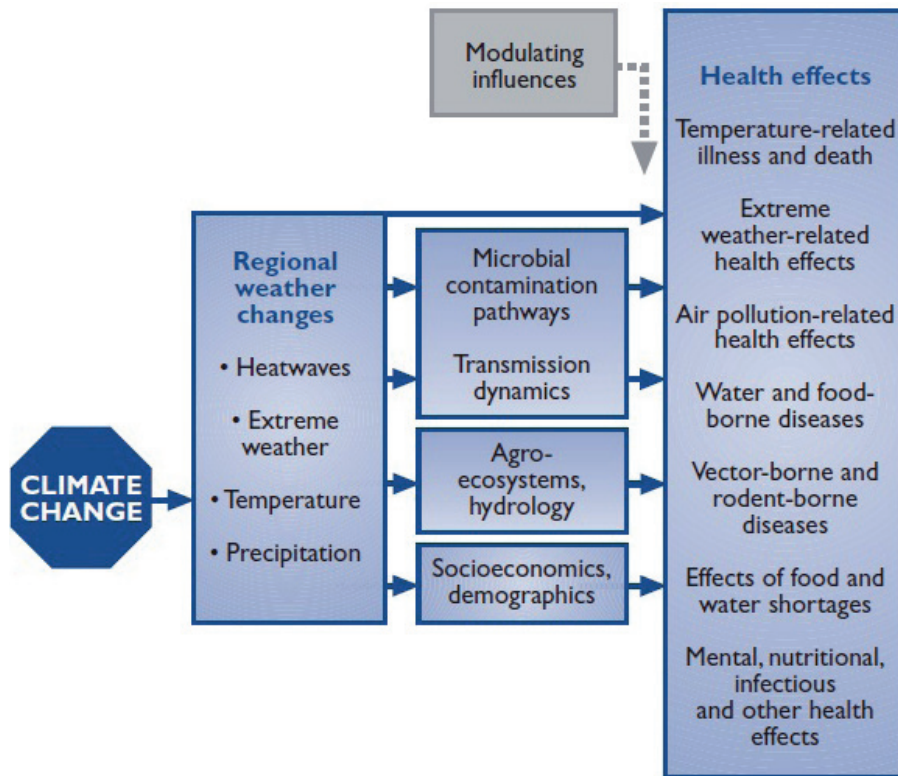 Modulating
influences
Health effects
Temperature-related
illness and death
Extreme
weather-related
health effects
Air pollution-related
health effects
Water and food-
borne diseases
Vector-borne and
rodent-borne
diseases
Effects of food and
water shortages
Mental, nutritional,
infectious
and other health
effects
Regional
weather
changes
• Heatwaves
• Extreme
weather
• Temperature
• Precipitation
Microbial
contamination
pathways
Transmission
dynamics
Agro-
ecosystems,
hydrology
Socioeconomics,
demographics
CLIMATE
CHANGE